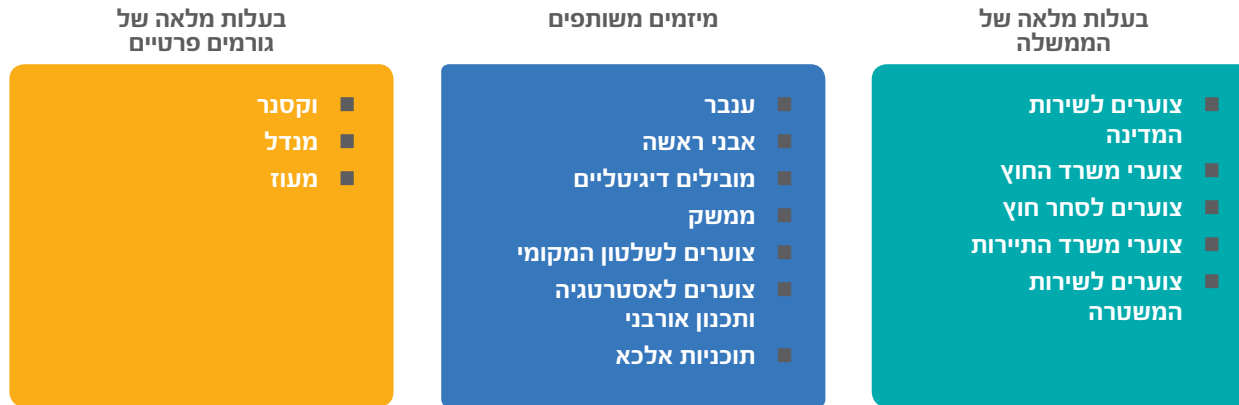 בעלות מלאה של
הממשלה
צוערים לשירות
המדינה
צוערי משרד החוץ
צוערים לסחר חוץ
צוערי משרד התיירות
צוערים לשירות
המשטרה
מיזמים משותפים
ענבר
אבני ראשה
מובילים דיגיטליים
ממשק
צוערים לשלטון המקומי
צוערים לאסטרטגיה
ותכנון אורבני
תוכניות אלכא
בעלות מלאה של
גורמים פרטיים
וקסנר
מנדל
מעוז